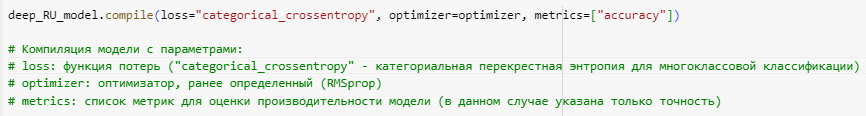 deep_RU_model.compile(loss="categorical_crossentropy", optimizer=optimizer, metrics=["accuracy"])
# Компиляция модели с параметрами:
# loss: функция потерь ("categorical_crossentropy" - категориальная перекрестная энтропия для многоклассовой классификации)
# optimizer: оптимизатор, ранее определенный (RMSprop)
# metrics: список метрик для оценки производительности модели (в данном случае указана только точность)